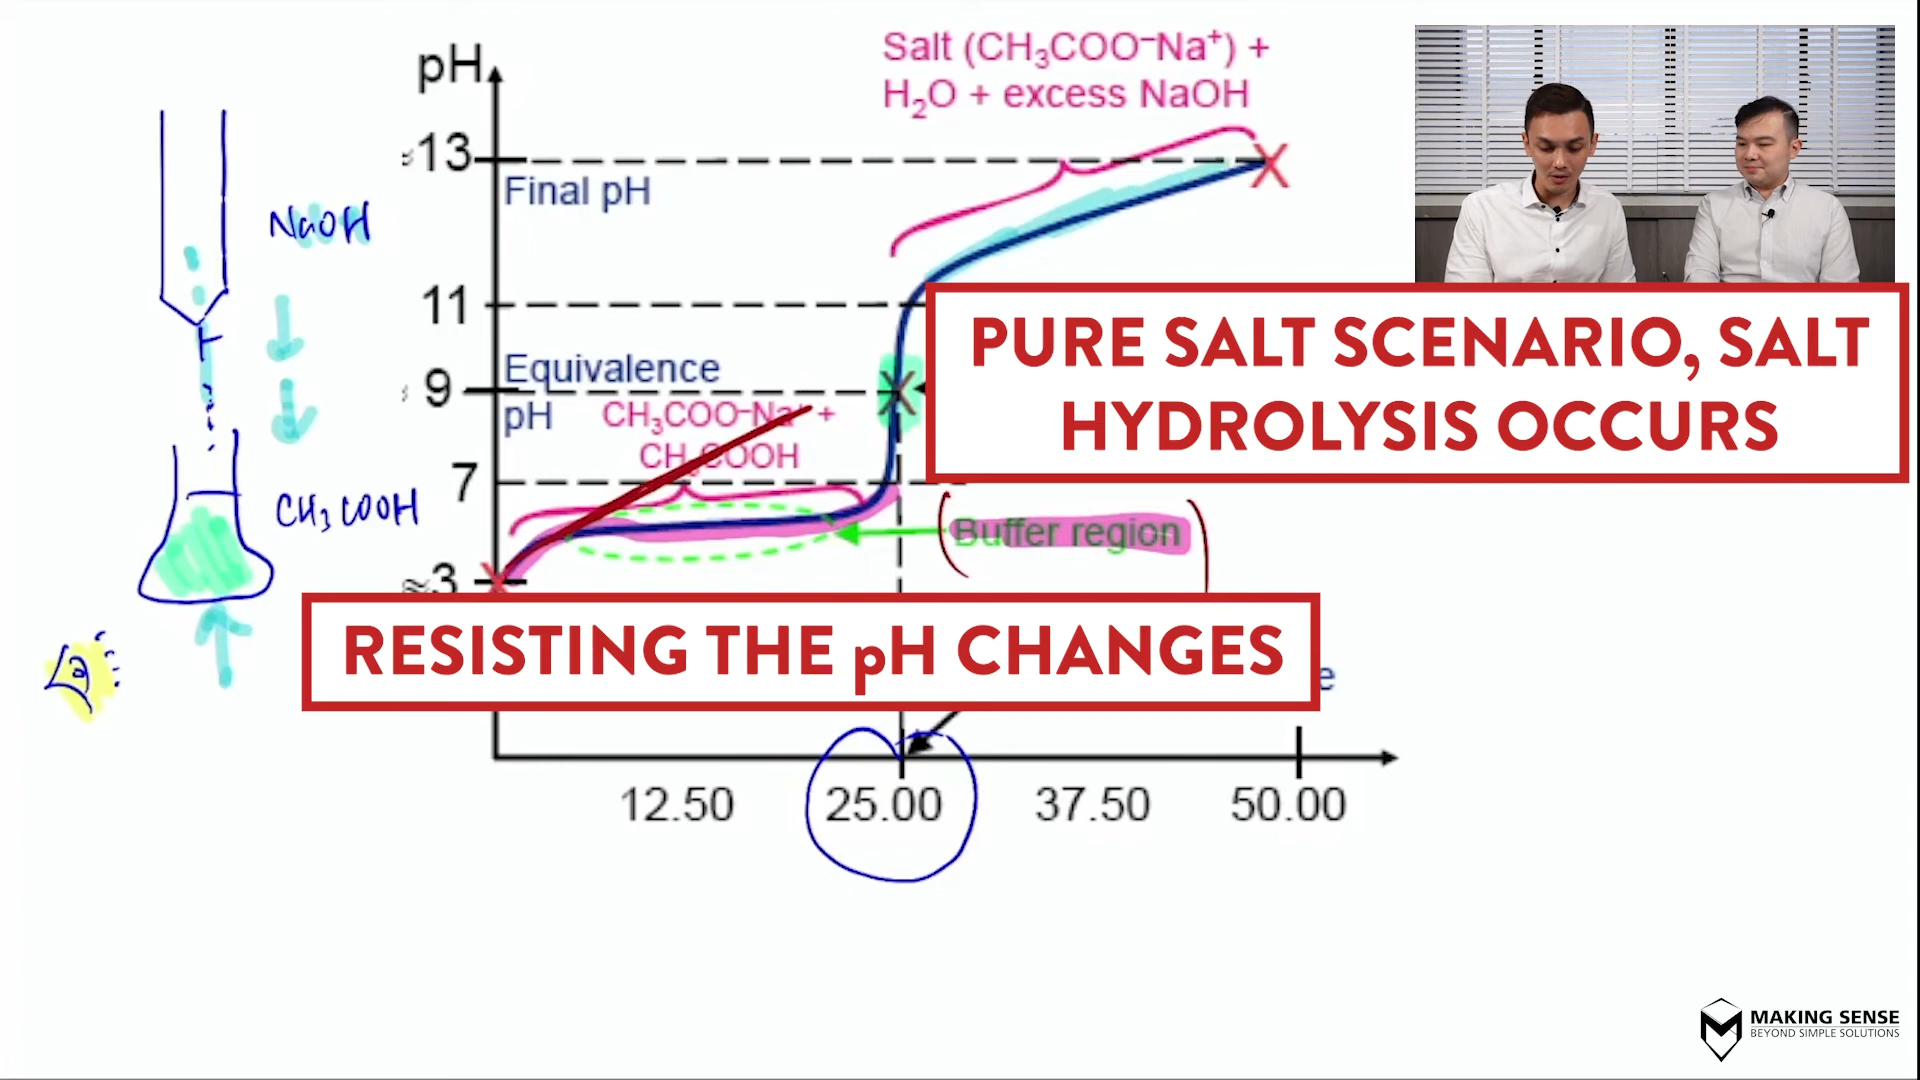 pH
Salt (CH₃COO⁻Na⁺) +
H₂O + excess NaOH
≈13
Final pH
NaOH
11
PURE SALT SCENARIO, SALT
HYDROLYSIS OCCURS
Equivalence
9
pH
CH₃COO⁻Na⁺ +
CH₃COOH
7
CH₃COOH
Buffer region
≈3
RESISTING THE pH CHANGES
e
12.50
25.00
37.50
50.00
MAKING SENSE
BEYOND SIMPLE SOLUTIONS